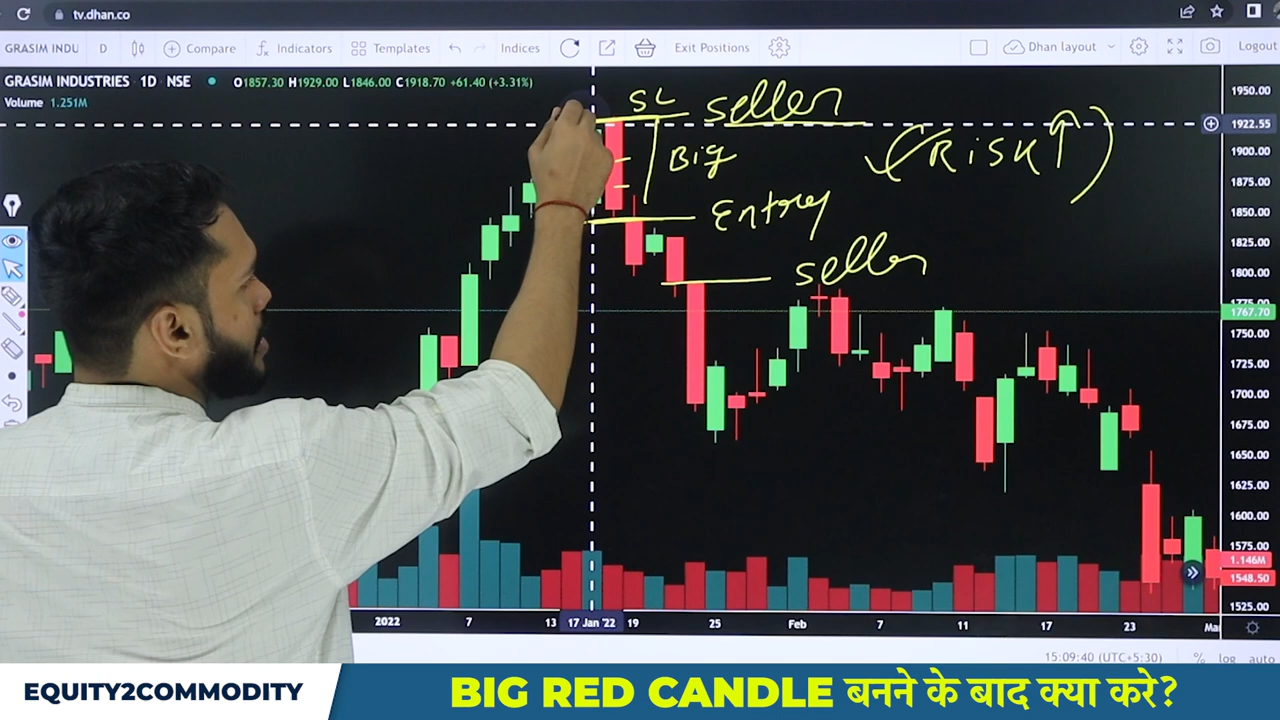 tv.dhan.co
GRASIM INDU D Compare Indicators Templates Indices Exit Positions Dhan layout Logout
GRASIM INDUSTRIES 1D NSE O1857.30 H1929.00 L1846.00 C1918.70 +61.40 (+3.31%)
Volume 1.251M
SL seller
Big
(RISK↑)
Entry
seller
1950.00
1922.55
1900.00
1875.00
1850.00
1825.00
1800.00
1775.00
1767.70
1750.00
1725.00
1700.00
1675.00
1650.00
1625.00
1600.00
1575.00
1.146M
1548.50
1525.00
2022 7 13 17 Jan '22 19 25 Feb 7 11 17 23
15:09:40 (UTC+5:30) % log auto
EQUITY2COMMODITY
BIG RED CANDLE बनने के बाद क्या करे?